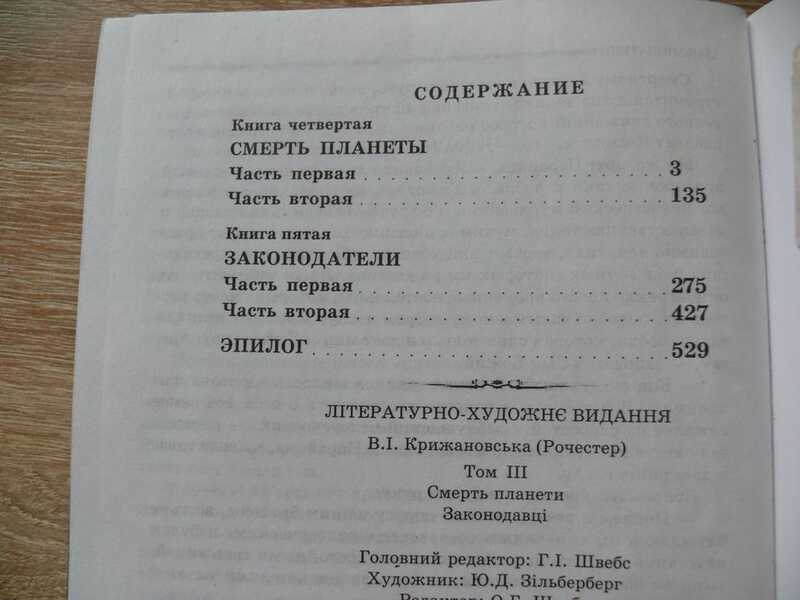 СОДЕРЖАНИЕ
Книга четвертая
СМЕРТЬ ПЛАНЕТЫ
Часть первая . . . . . . . . . . . . . . . . . . . . . . 3
Часть вторая . . . . . . . . . . . . . . . . . . . . . . 135
Книга пятая
ЗАКОНОДАТЕЛИ
Часть первая . . . . . . . . . . . . . . . . . . . . . . 275
Часть вторая . . . . . . . . . . . . . . . . . . . . . . 427
ЭПИЛОГ . . . . . . . . . . . . . . . . . . . . . . . . . 529
ЛІТЕРАТУРНО-ХУДОЖНЄ ВИДАННЯ
В.І. Крижановська (Рочестер)
Том III
Смерть планети
Законодавці
Головний редактор: Г.І. Швебс
Художник: Ю.Д. Зільберберг